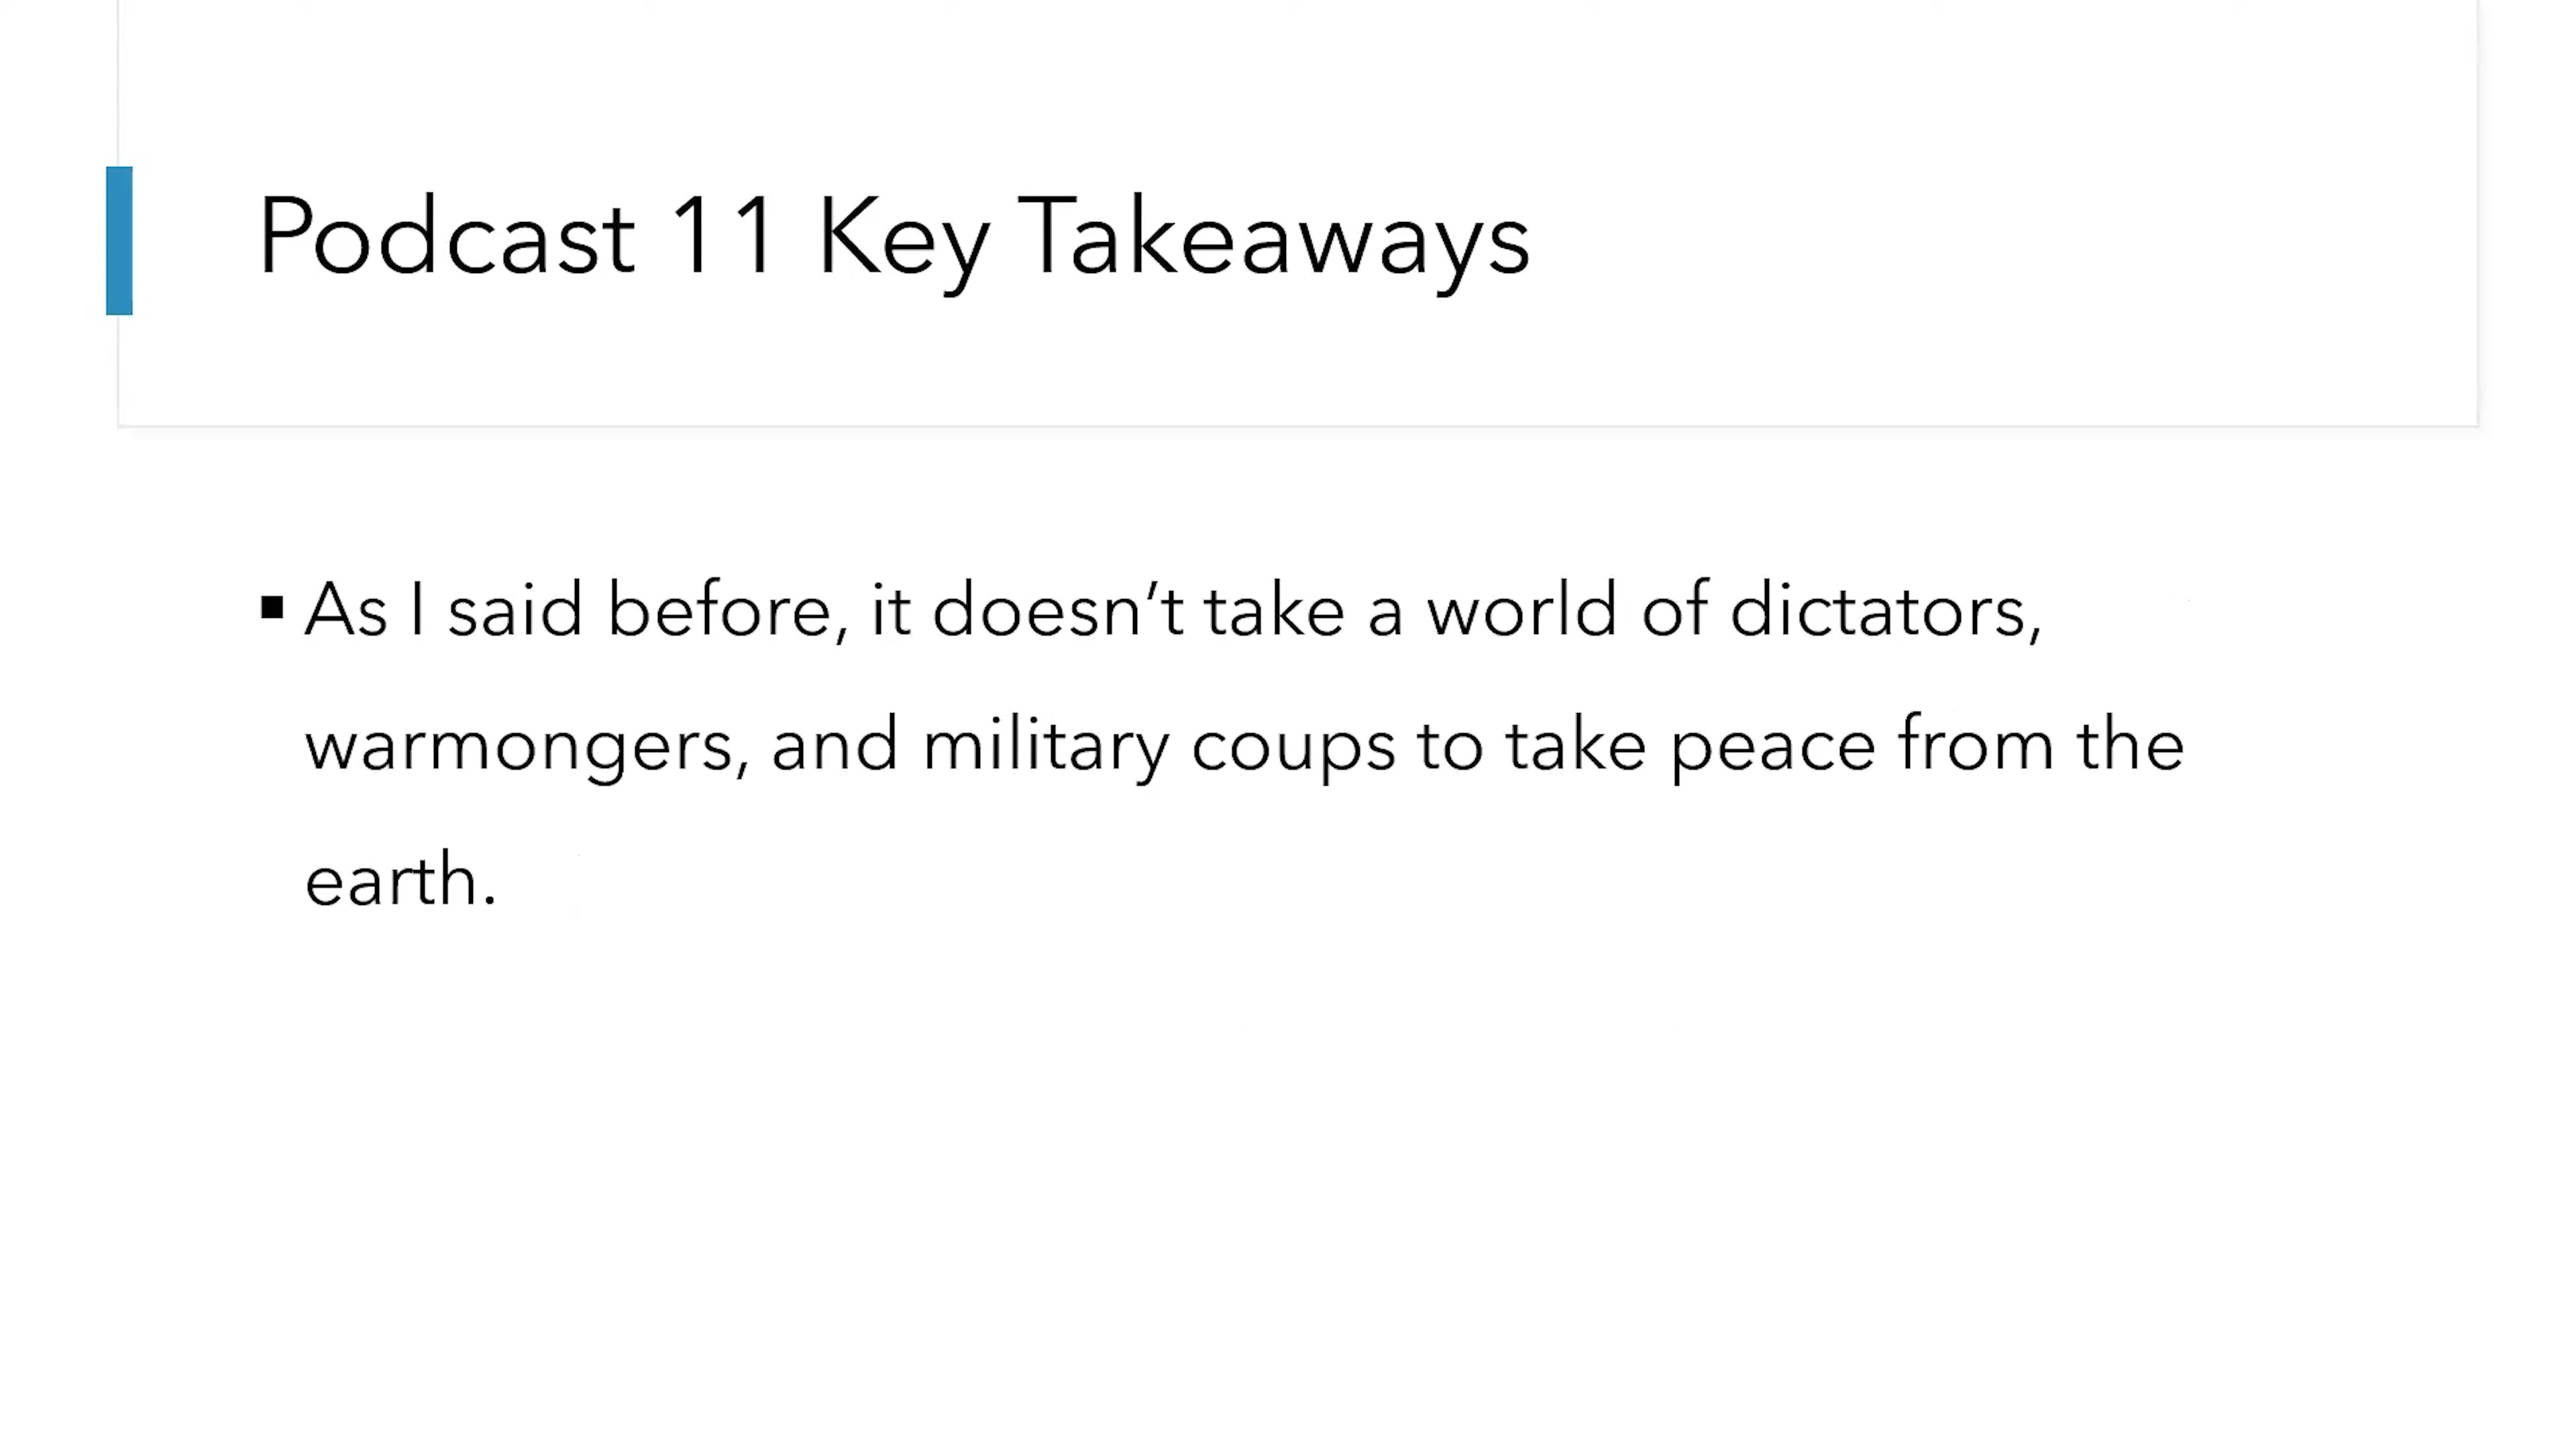 Podcast 11 Key Takeaways
▪ As I said before, it doesn’t take a world of dictators,
warmongers, and military coups to take peace from the
earth.